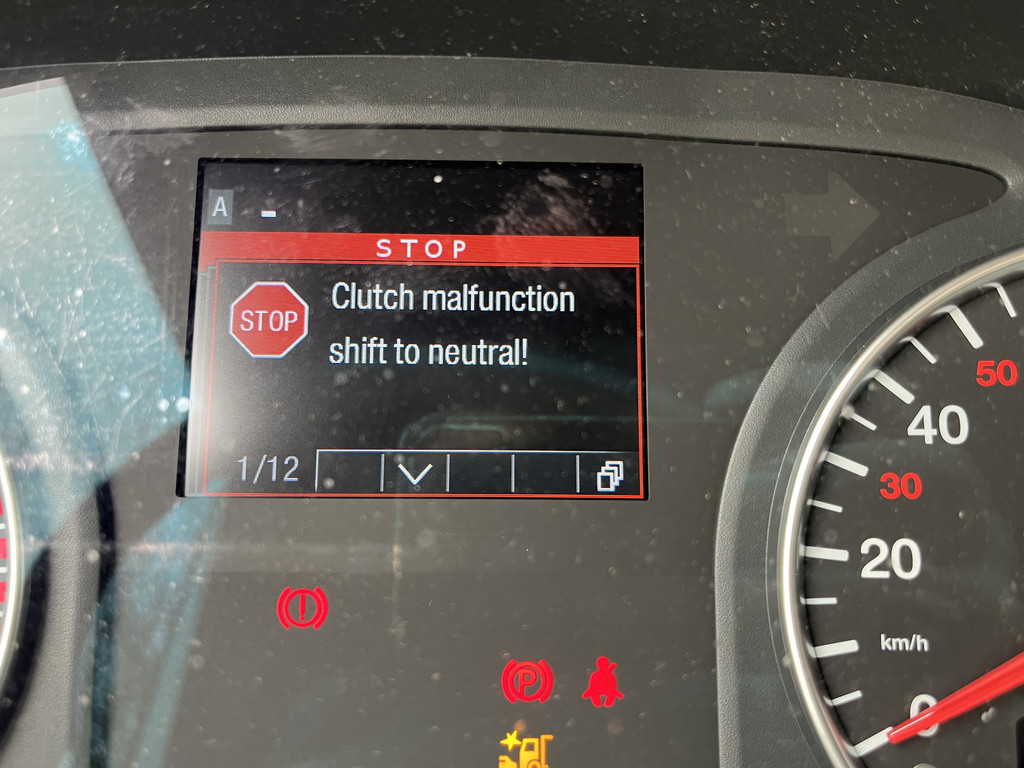 A
STOP
STOP
Clutch malfunction
shift to neutral!
1/12
50
40
30
20
km/h
0
P